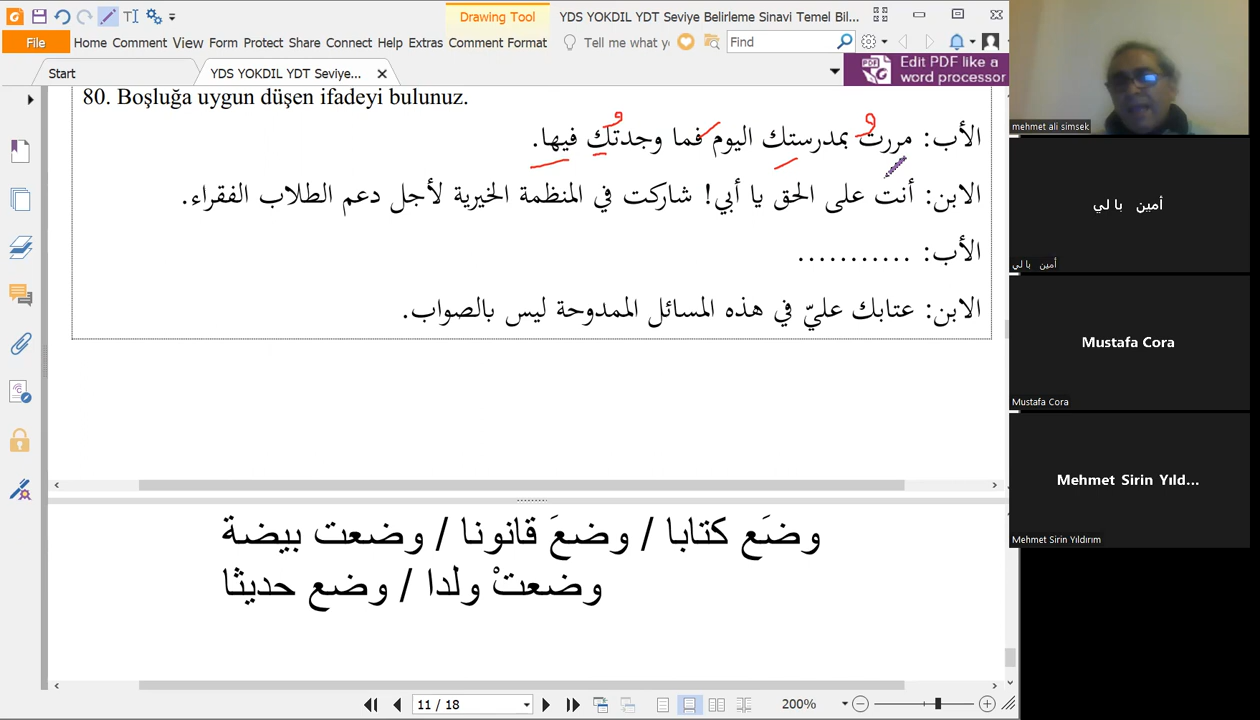 Drawing Tool
YDS YOKDIL YDT Seviye Belirleme Sinavi Temel Bil...
File Home Comment View Form Protect Share Connect Help Extras Comment Format
Tell me
Find
Start
YDS YOKDIL YDT Seviye...
Edit PDF like a
word processor
80. Boşluğa uygun düşen ifadeyi bulunuz.
الأب: مررت بمدرستك اليوم فما وجدتك فيها.
الابن: أنت على الحق يا أبي! شاركت في المنظمة الخيرية لأجل دعم الطلاب الفقراء.
الأب: ...........
الابن: عتابك عليّ في هذه المسائل الممدوحة ليس بالصواب.
وضَع كتابا / وضعَ قانونا / وضعت بيضة
وضعتْ ولدا / وضع حديثا
11 / 18
200%
mehmet ali simsek
أمين بالي
أمين بالي
Mustafa Cora
Mustafa Cora
Mehmet Sirin Yıld...
Mehmet Sirin Yıldırım